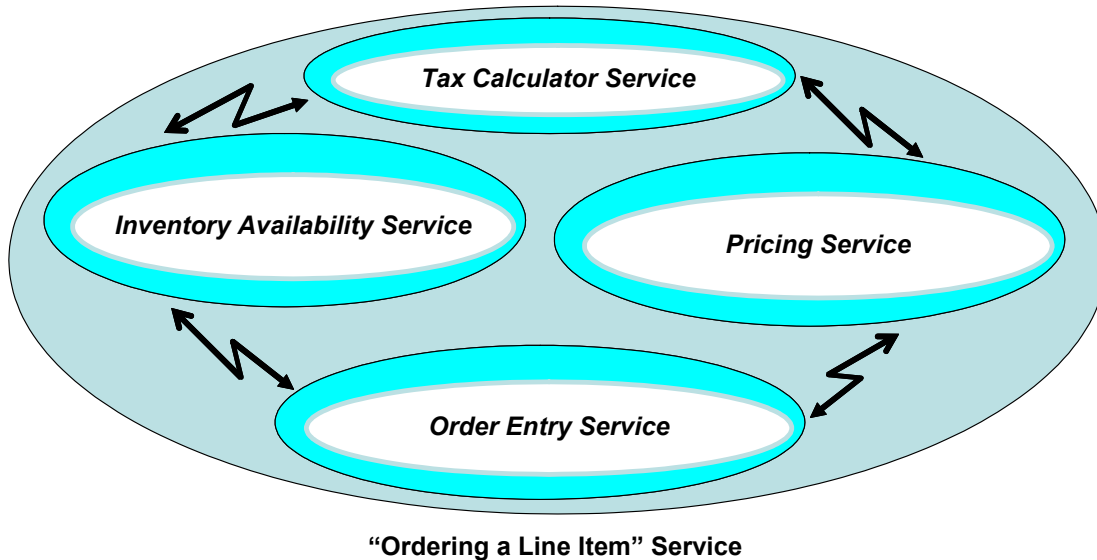 Tax Calculator Service
Inventory Availability Service
Pricing Service
Order Entry Service
“Ordering a Line Item” Service